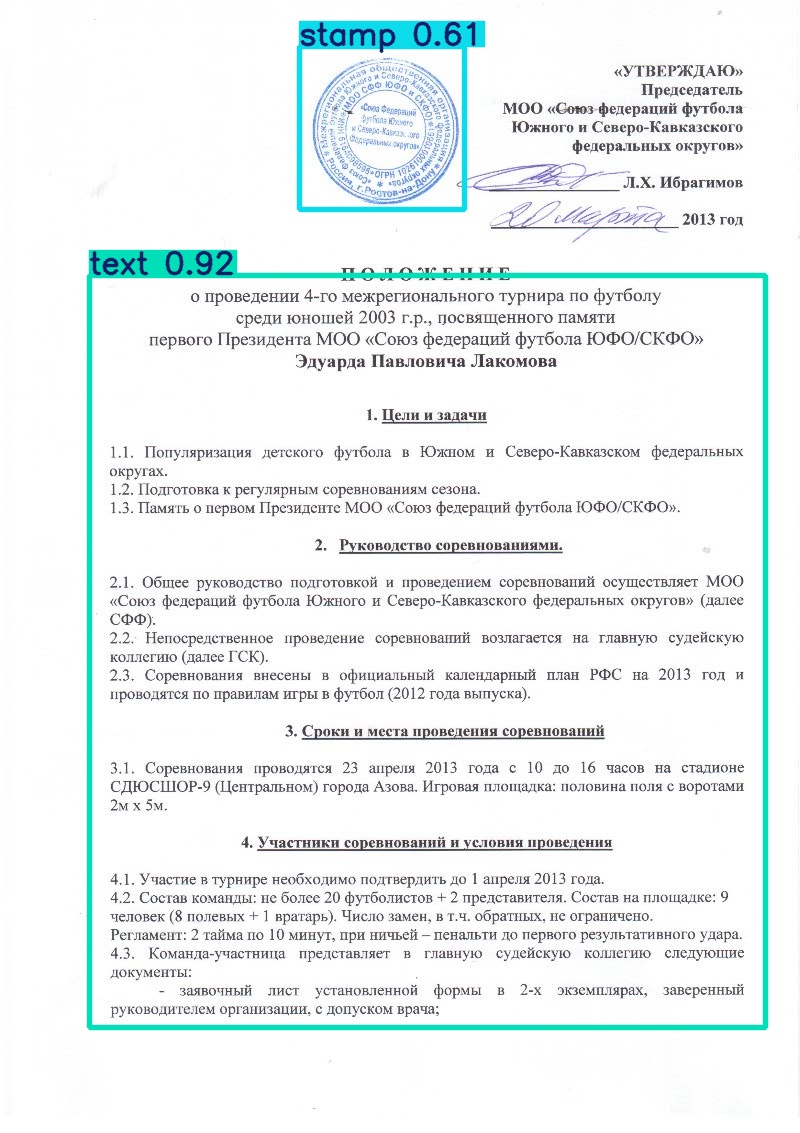 stamp 0.61
«УТВЕРЖДАЮ»
Председатель
МОО «Союз федераций футбола
Южного и Северо-Кавказского
федеральных округов»
Л.Х. Ибрагимов
20 марта 2013 год
«Союз Федераций
футбола Южного
и Северо-Кавказского
Федеральных округов»
text 0.92
ПОЛОЖЕНИЕ
о проведении 4-го межрегионального турнира по футболу
среди юношей 2003 г.р., посвященного памяти
первого Президента МОО «Союз федераций футбола ЮФО/СКФО»
Эдуарда Павловича Лакомова
1. Цели и задачи
1.1. Популяризация детского футбола в Южном и Северо-Кавказском федеральных
округах.
1.2. Подготовка к регулярным соревнованиям сезона.
1.3. Память о первом Президенте МОО «Союз федераций футбола ЮФО/СКФО».
2. Руководство соревнованиями.
2.1. Общее руководство подготовкой и проведением соревнований осуществляет МОО
«Союз федераций футбола Южного и Северо-Кавказского федеральных округов» (далее
СФФ).
2.2. Непосредственное проведение соревнований возлагается на главную судейскую
коллегию (далее ГСК).
2.3. Соревнования внесены в официальный календарный план РФС на 2013 год и
проводятся по правилам игры в футбол (2012 года выпуска).
3. Сроки и места проведения соревнований
3.1. Соревнования проводятся 23 апреля 2013 года с 10 до 16 часов на стадионе
СДЮСШОР-9 (Центральном) города Азова. Игровая площадка: половина поля с воротами
2м х 5м.
4. Участники соревнований и условия проведения
4.1. Участие в турнире необходимо подтвердить до 1 апреля 2013 года.
4.2. Состав команды: не более 20 футболистов + 2 представителя. Состав на площадке: 9
человек (8 полевых + 1 вратарь). Число замен, в т.ч. обратных, не ограничено.
Регламент: 2 тайма по 10 минут, при ничьей – пенальти до первого результативного удара.
4.3. Команда-участница представляет в главную судейскую коллегию следующие
документы:
- заявочный лист установленной формы в 2-х экземплярах, заверенный
руководителем организации, с допуском врача;